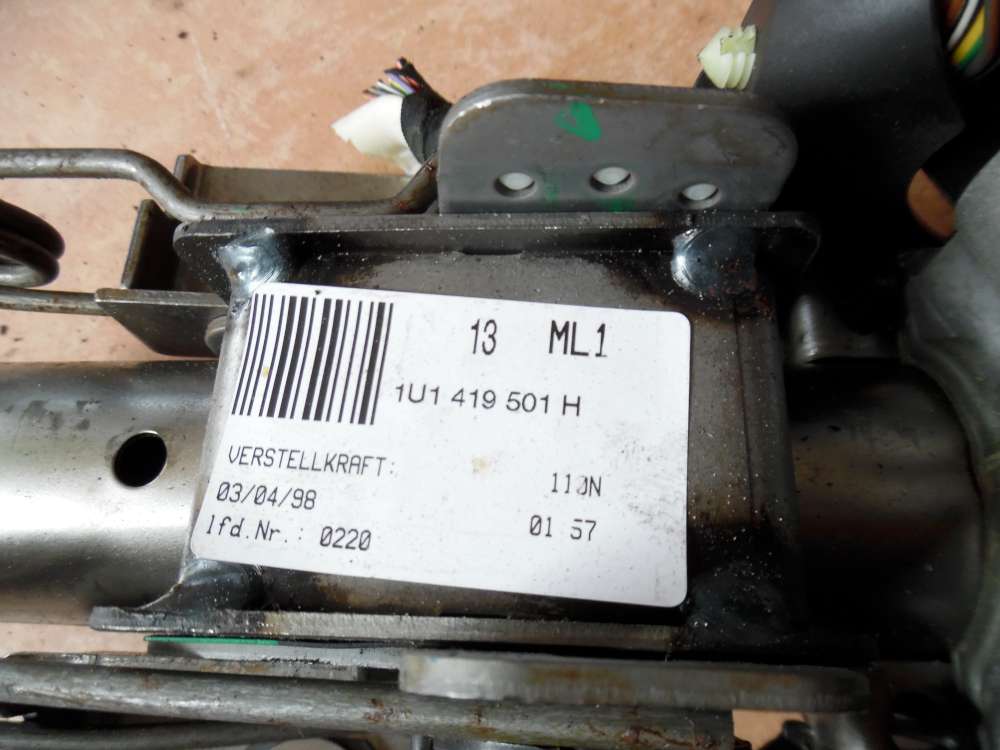 13 ML1
1U1 419 501 H
VERSTELLKRAFT: 110N
03/04/98 01 57
lfd.Nr.: 0220